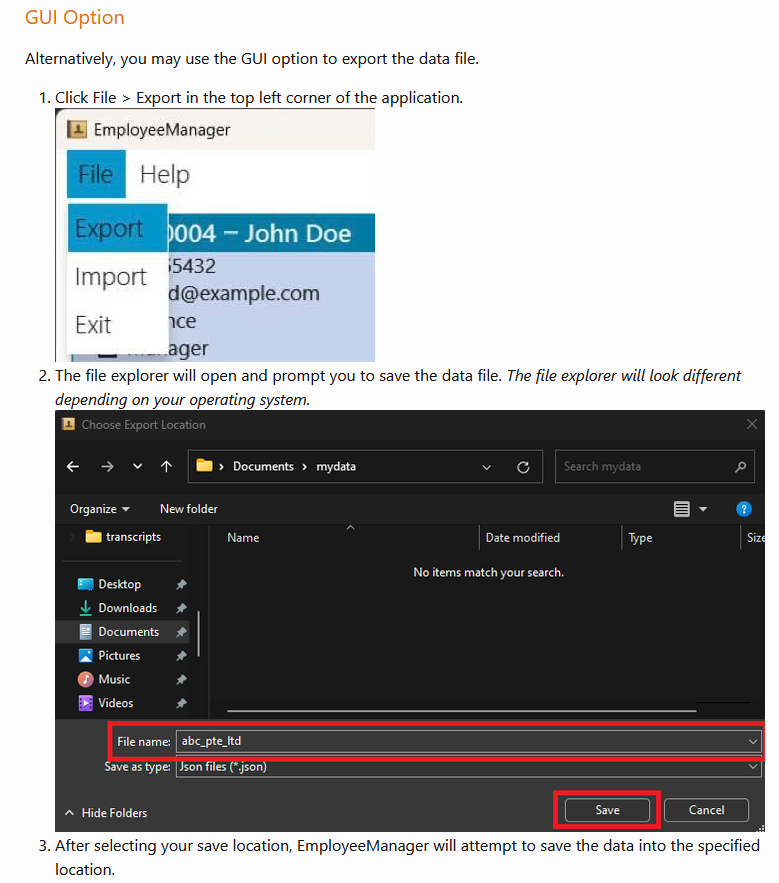 GUI Option
Alternatively, you may use the GUI option to export the data file.
1. Click File > Export in the top left corner of the application.
EmployeeManager
File Help
Export
0004 – John Doe
65432
Import
d@example.com
Exit
nce
ager
2. The file explorer will open and prompt you to save the data file. The file explorer will look different
depending on your operating system.
Choose Export Location
Documents > mydata
Search mydata
Organize
New folder
transcripts
Name
Date modified
Type
Size
No items match your search.
Desktop
Downloads
Documents
Pictures
Music
Videos
File name: abc_pte_ltd
Save as type: Json files (*.json)
Hide Folders
Save
Cancel
3. After selecting your save location, EmployeeManager will attempt to save the data into the specified
location.